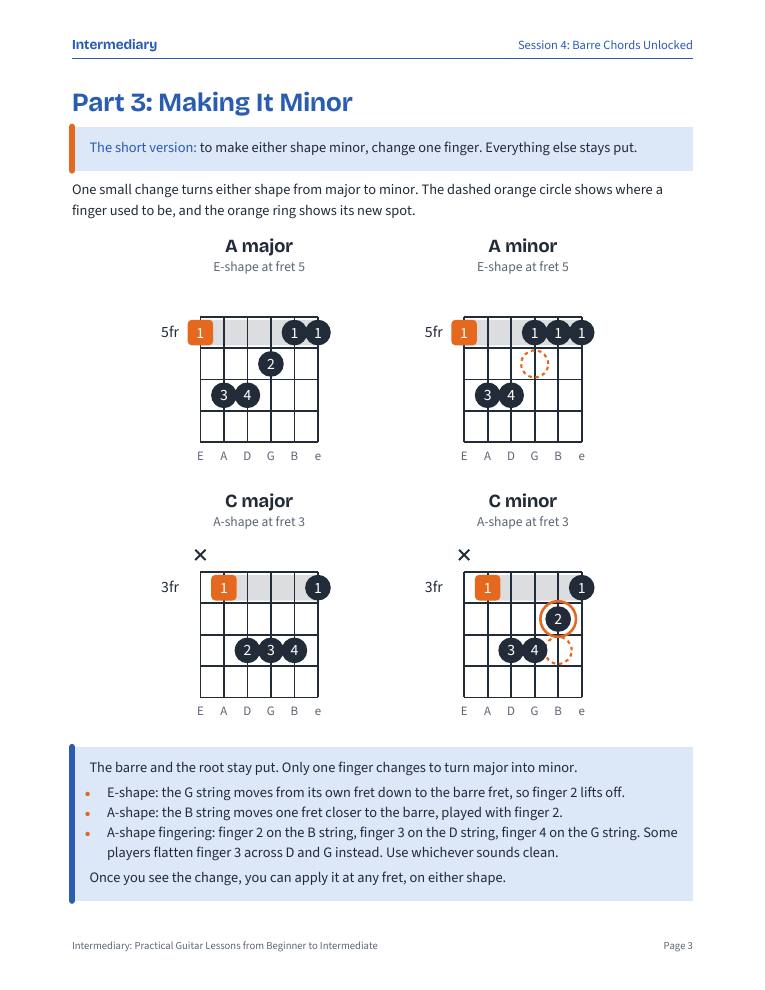 Intermediary Session 4: Barre Chords Unlocked
Part 3: Making It Minor
The short version: to make either shape minor, change one finger. Everything else stays put.
One small change turns either shape from major to minor. The dashed orange circle shows where a
finger used to be, and the orange ring shows its new spot.
A major
E-shape at fret 5
5fr 1 1 1
2
3 4
E A D G B e
A minor
E-shape at fret 5
5fr 1 1 1 1
3 4
E A D G B e
C major
A-shape at fret 3
×
3fr 1 1
2 3 4
E A D G B e
C minor
A-shape at fret 3
×
3fr 1 1
2
3 4
E A D G B e
The barre and the root stay put. Only one finger changes to turn major into minor.
• E-shape: the G string moves from its own fret down to the barre fret, so finger 2 lifts off.
• A-shape: the B string moves one fret closer to the barre, played with finger 2.
• A-shape fingering: finger 2 on the B string, finger 3 on the D string, finger 4 on the G string. Some
players flatten finger 3 across D and G instead. Use whichever sounds clean.
Once you see the change, you can apply it at any fret, on either shape.
Intermediary: Practical Guitar Lessons from Beginner to Intermediate Page 3